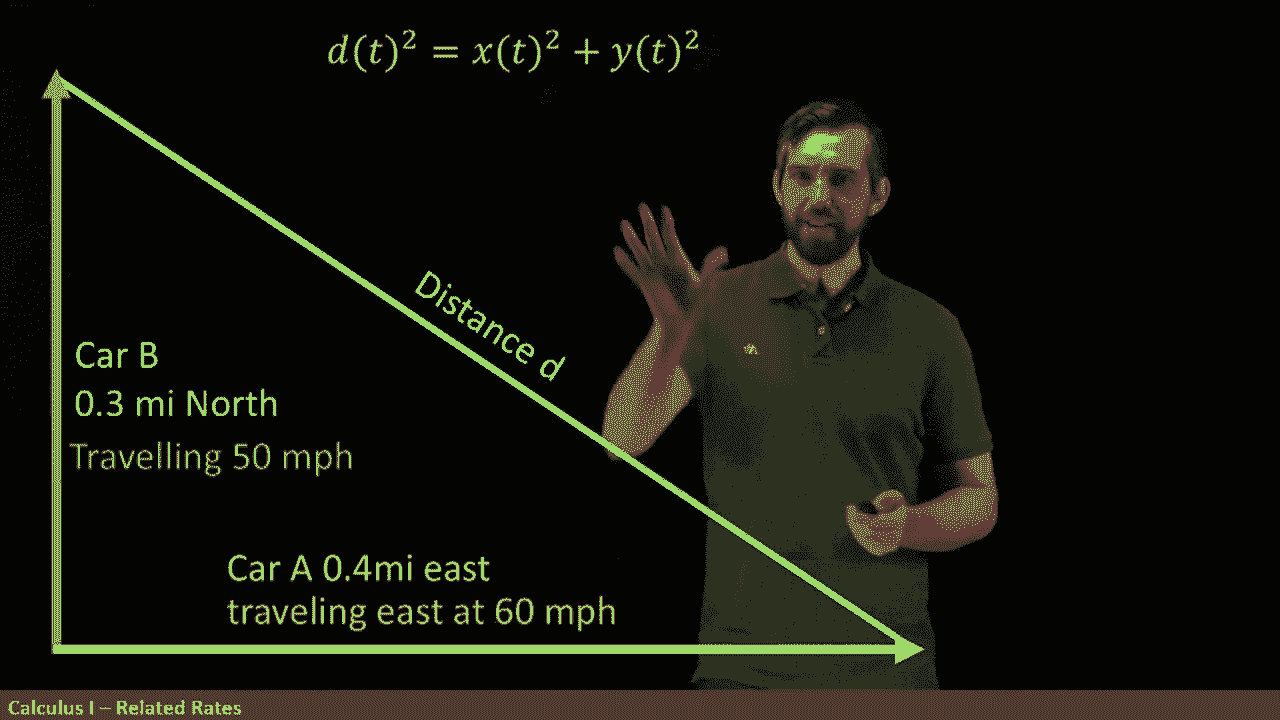 d(t)² = x(t)² + y(t)²
Distance d
Car B
0.3 mi North
Travelling 50 mph
Car A 0.4mi east
traveling east at 60 mph
Calculus I – Related Rates